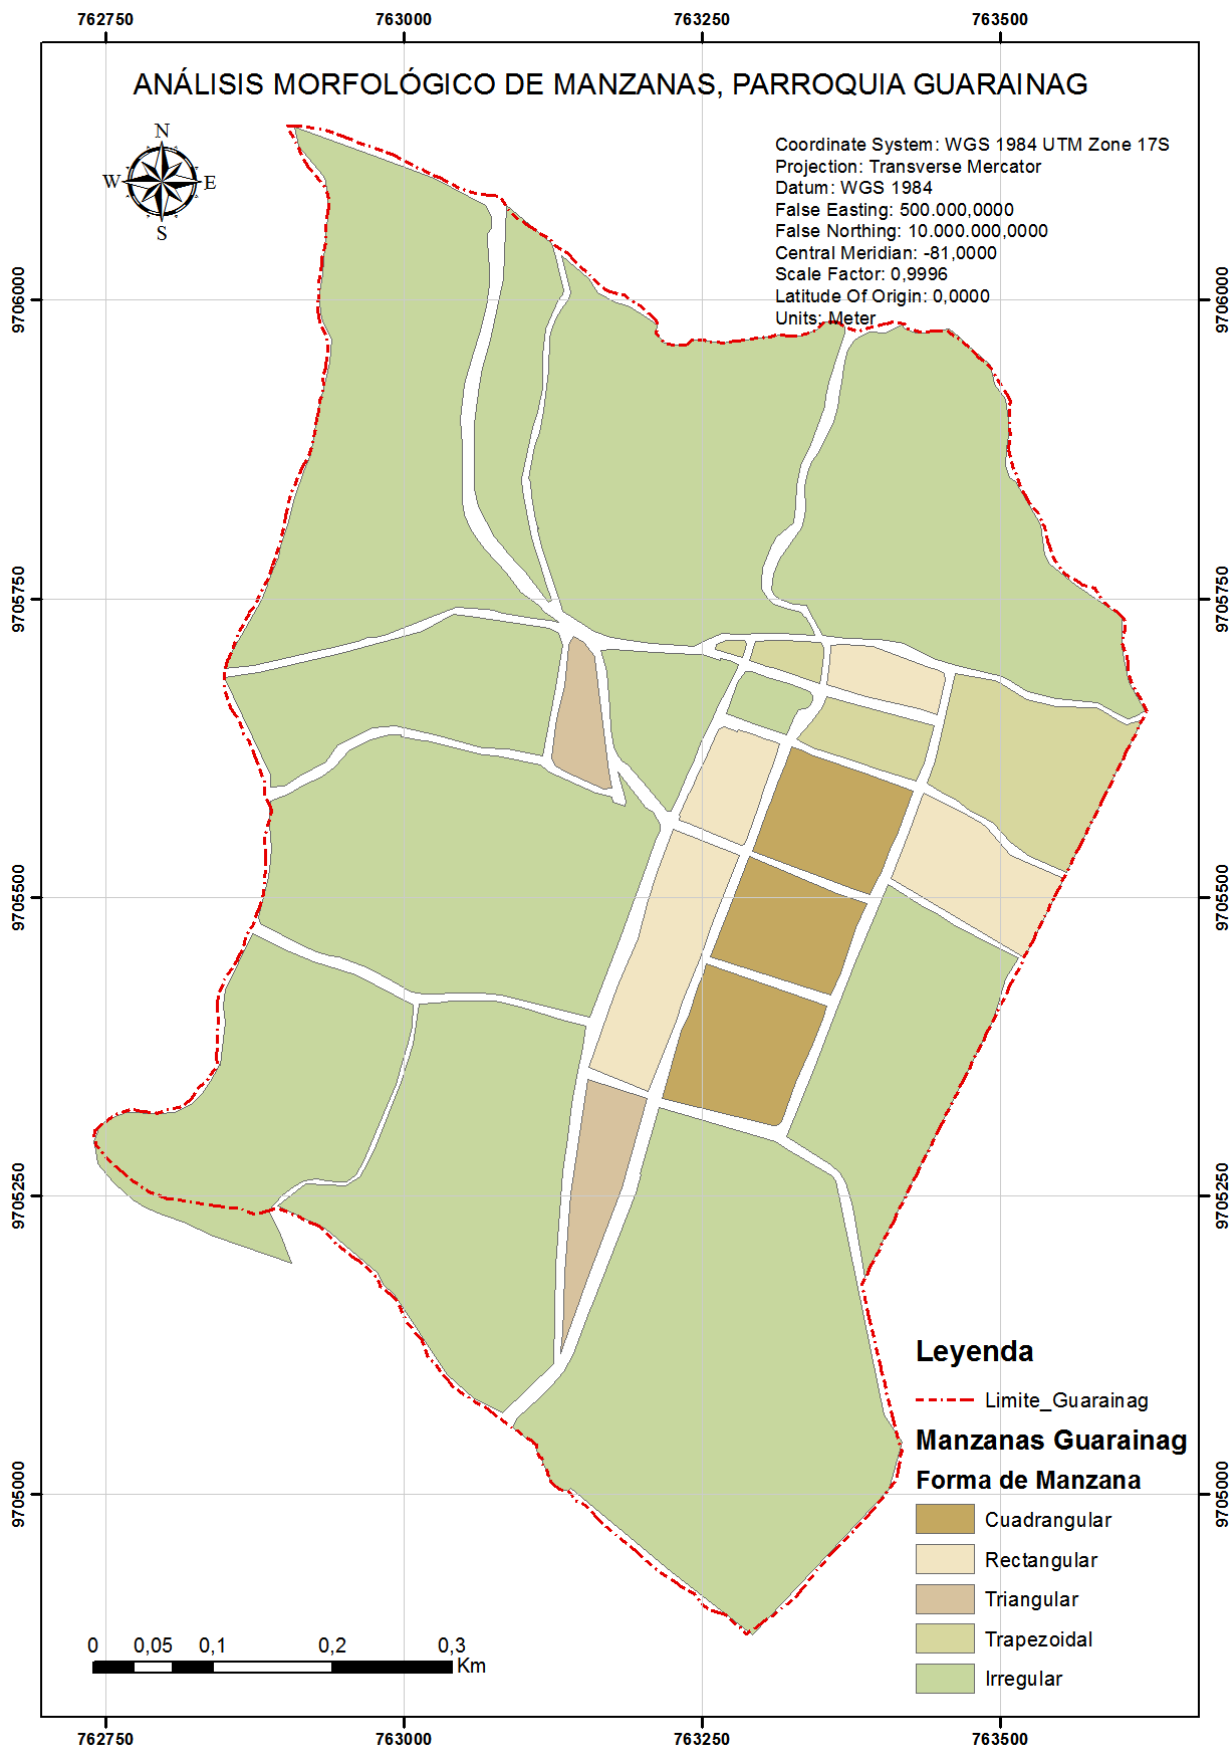 762750 763000 763250 763500
ANÁLISIS MORFOLÓGICO DE MANZANAS, PARROQUIA GUARAINAG
N
W E
S
Coordinate System: WGS 1984 UTM Zone 17S
Projection: Transverse Mercator
Datum: WGS 1984
False Easting: 500.000,0000
False Northing: 10.000.000,0000
Central Meridian: -81,0000
Scale Factor: 0,9996
Latitude Of Origin: 0,0000
Units: Meter
9706000 9706000
9705750 9705750
9705500 9705500
9705250 9705250
9705000 9705000
Leyenda
Limite_Guarainag
Manzanas Guarainag
Forma de Manzana
Cuadrangular
Rectangular
Triangular
Trapezoidal
Irregular
0 0,05 0,1 0,2 0,3
Km
762750 763000 763250 763500